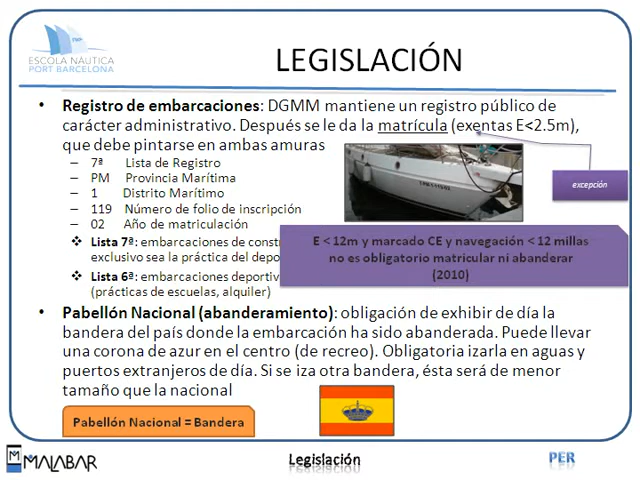 ESCOLA NÀUTICA
PORT BARCELONA
LEGISLACIÓN
• Registro de embarcaciones: DGMM mantiene un registro público de
carácter administrativo. Después se le da la matrícula (exentas E<2.5m),
que debe pintarse en ambas amuras
– 7ª Lista de Registro
– PM Provincia Marítima
– 1 Distrito Marítimo
– 119 Número de folio de inscripción
– 02 Año de matriculación
excepción
❖ Lista 7ª: embarcaciones de const
exclusivo sea la práctica del depo
❖ Lista 6ª: embarcaciones deportiv
(prácticas de escuelas, alquiler)
E < 12m y marcado CE y navegación < 12 millas
no es obligatorio matricular ni abanderar
(2010)
• Pabellón Nacional (abanderamiento): obligación de exhibir de día la
bandera del país donde la embarcación ha sido abanderada. Puede llevar
una corona de azur en el centro (de recreo). Obligatoria izarla en aguas y
puertos extranjeros de día. Si se iza otra bandera, ésta será de menor
tamaño que la nacional
Pabellón Nacional = Bandera
MALABAR
Legislación
PER